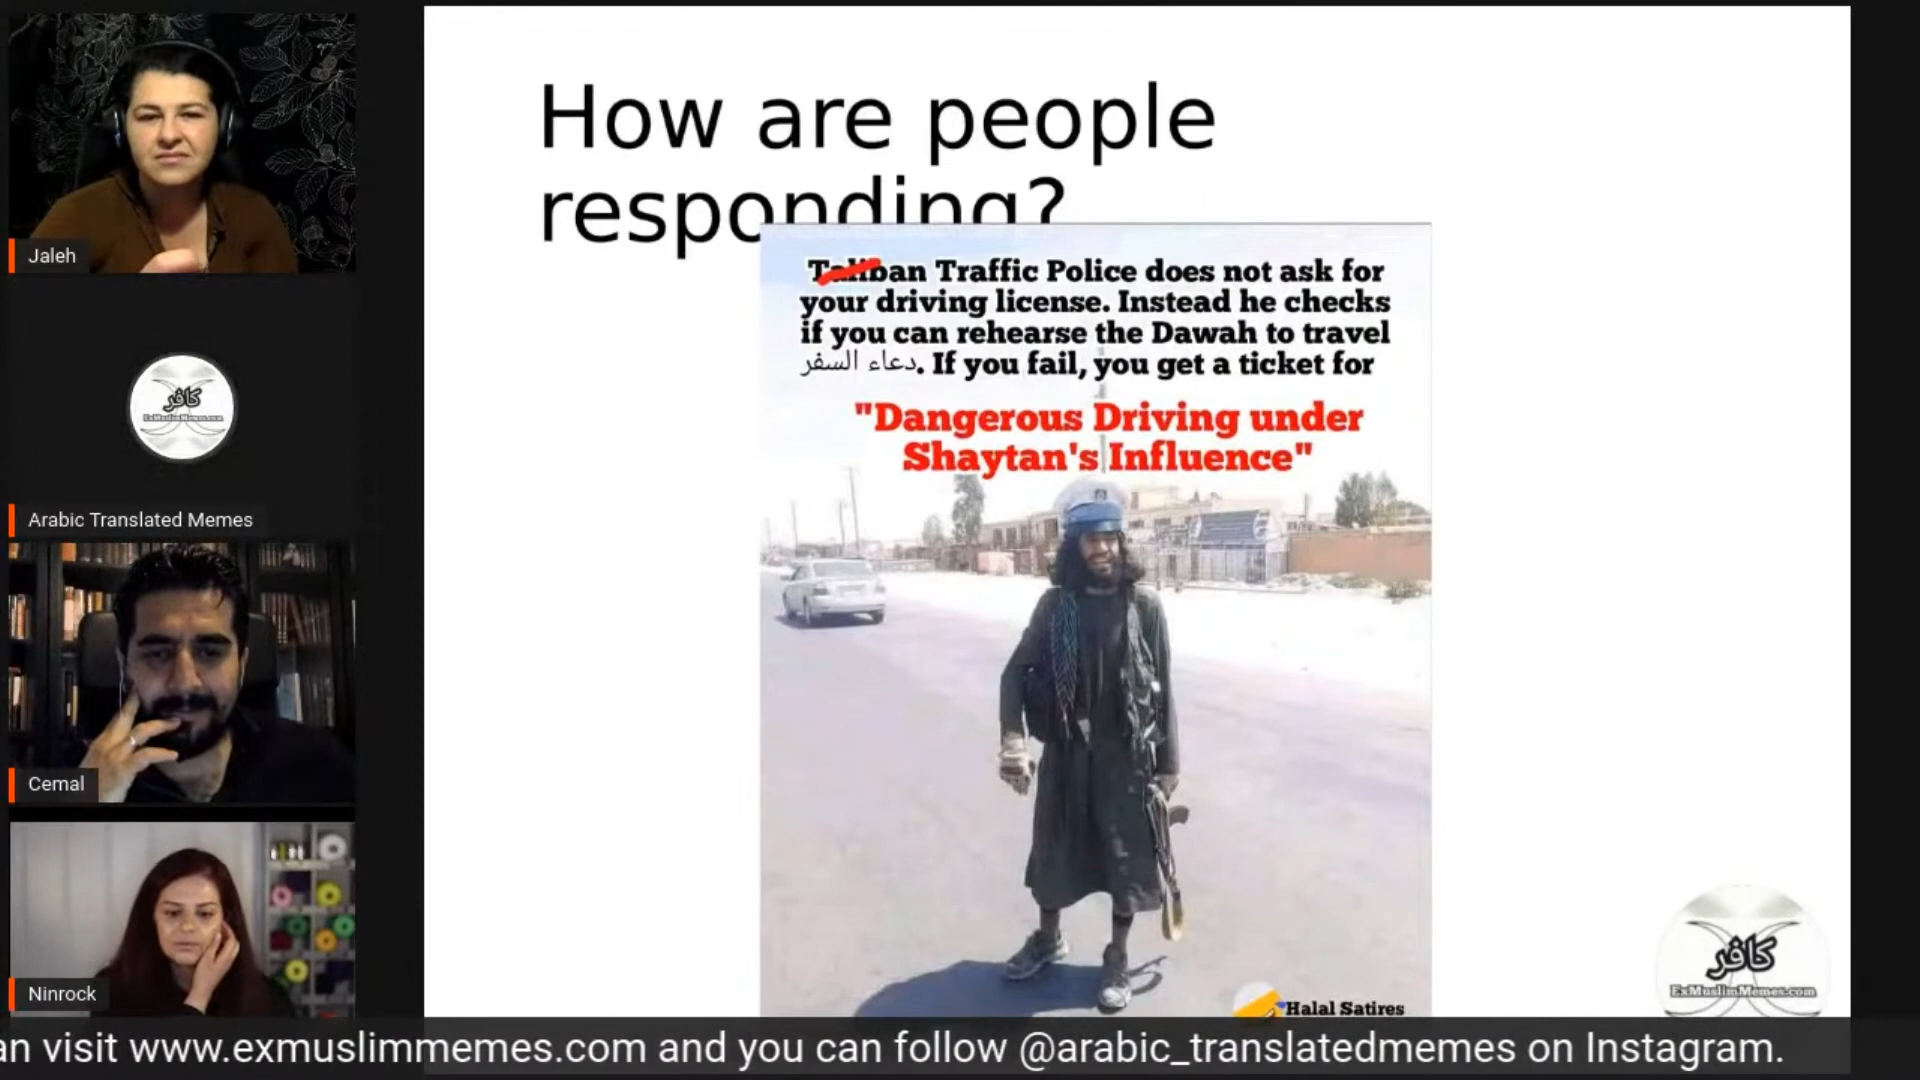 How are people
responding?
Taliban Traffic Police does not ask for
your driving license. Instead he checks
if you can rehearse the Dawah to travel
دعاء السفر. If you fail, you get a ticket for
"Dangerous Driving under
Shaytan's Influence"
Halal Satires
Jaleh
كافر
ExMuslimMemes.com
Arabic Translated Memes
Cemal
Ninrock
كافر
ExMuslimMemes.com
an visit www.exmuslimmemes.com and you can follow @arabic_translatedmemes on Instagram.